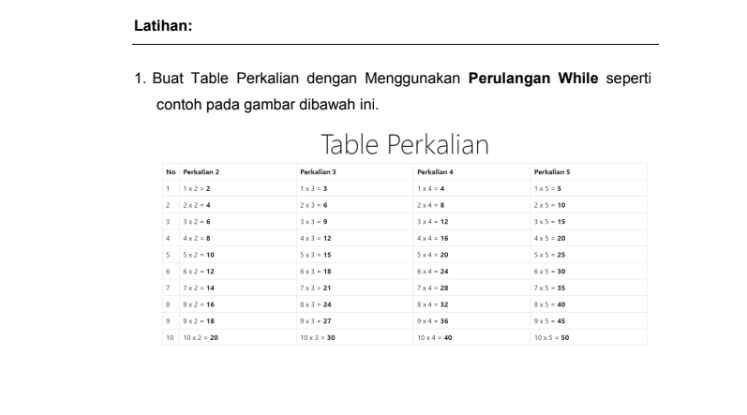 Latihan:
1. Buat Table Perkalian dengan Menggunakan Perulangan While seperti
contoh pada gambar dibawah ini.
Table Perkalian
No Perkalian 2 Perkalian 3 Perkalian 4 Perkalian 5
1 1 x 2 = 2 1 x 3 = 3 1 x 4 = 4 1 x 5 = 5
2 2 x 2 = 4 2 x 3 = 6 2 x 4 = 8 2 x 5 = 10
3 3 x 2 = 6 3 x 3 = 9 3 x 4 = 12 3 x 5 = 15
4 4 x 2 = 8 4 x 3 = 12 4 x 4 = 16 4 x 5 = 20
5 5 x 2 = 10 5 x 3 = 15 5 x 4 = 20 5 x 5 = 25
6 6 x 2 = 12 6 x 3 = 18 6 x 4 = 24 6 x 5 = 30
7 7 x 2 = 14 7 x 3 = 21 7 x 4 = 28 7 x 5 = 35
8 8 x 2 = 16 8 x 3 = 24 8 x 4 = 32 8 x 5 = 40
9 9 x 2 = 18 9 x 3 = 27 9 x 4 = 36 9 x 5 = 45
10 10 x 2 = 20 10 x 3 = 30 10 x 4 = 40 10 x 5 = 50